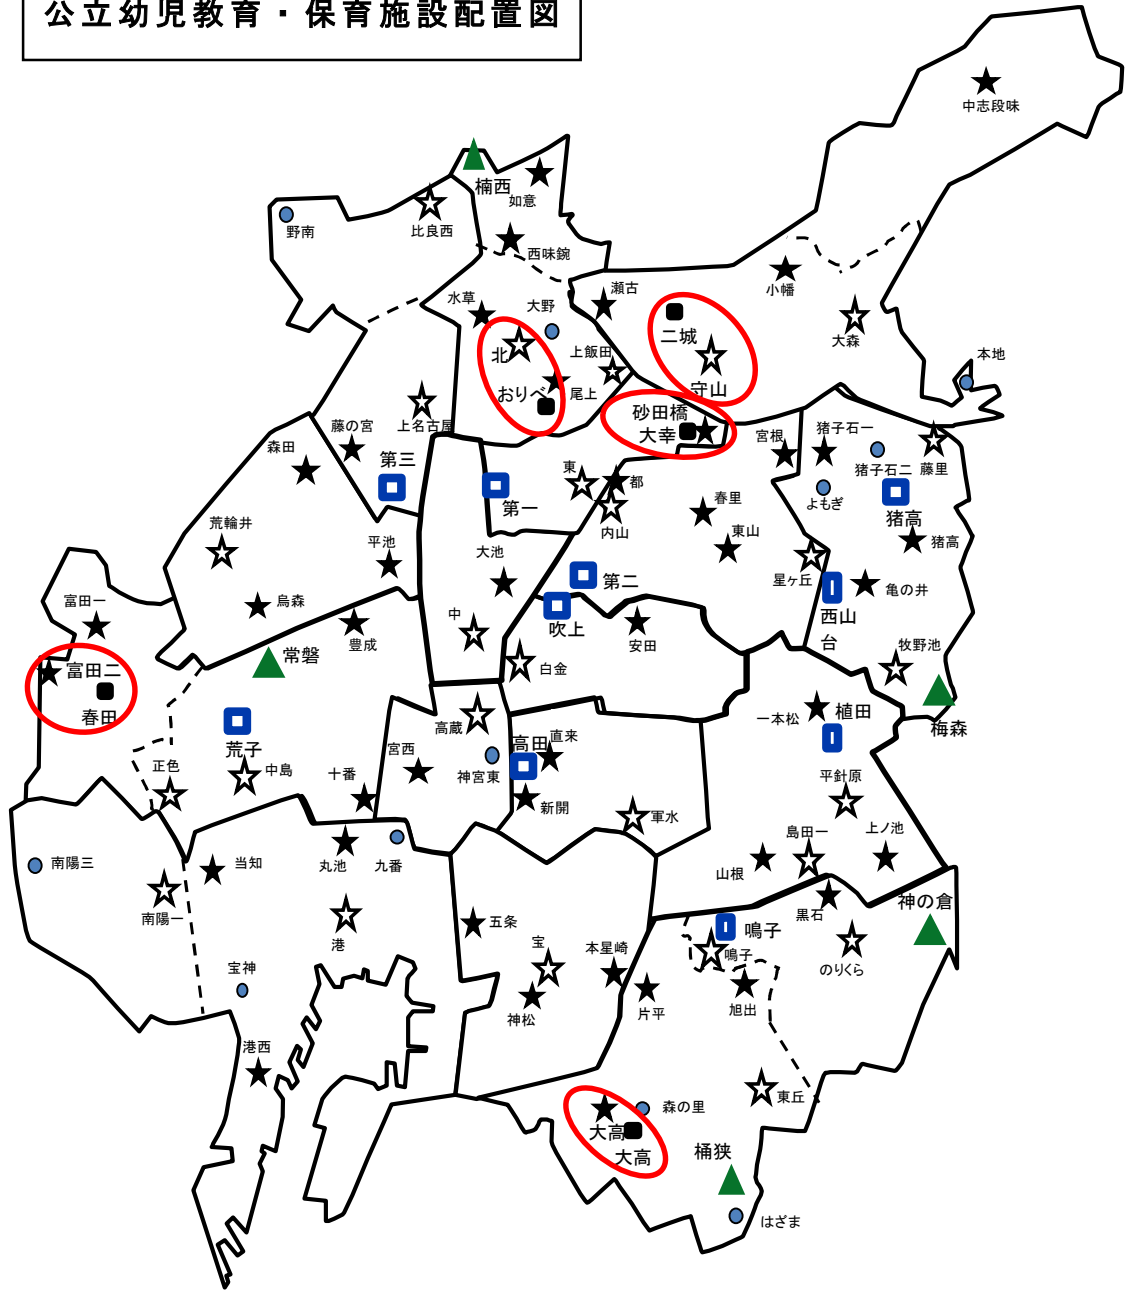 公立幼児教育・保育施設配置図
中志段味
楠西
如意
野南
比良西
西味鋺
小幡
瀬古
水草
大野
二城
大森
北
上飯田
本地
守山
おりべ
尾上
上名古屋
砂田橋
大幸
藤の宮
宮根
猪子石一
森田
第三
東
都
猪子石二
藤里
第一
春里
よもぎ
猪高
荒輪井
内山
東山
平池
大池
猪高
第二
星ヶ丘
亀の井
富田一
烏森
中
吹上
西山
台
豊成
安田
牧野池
常磐
白金
富田二
春田
一本松
植田
梅森
高蔵
荒子
宮西
高田
直来
正色
中島
十番
神宮東
平針原
新開
軍水
島田一
上ノ池
南陽三
当知
丸池
九番
山根
南陽一
港
五条
黒石
神の倉
鳴子
宝
本星崎
鳴子
のりくら
宝神
神松
片平
旭出
港西
東丘
森の里
大高
大高
桶狭
はざま